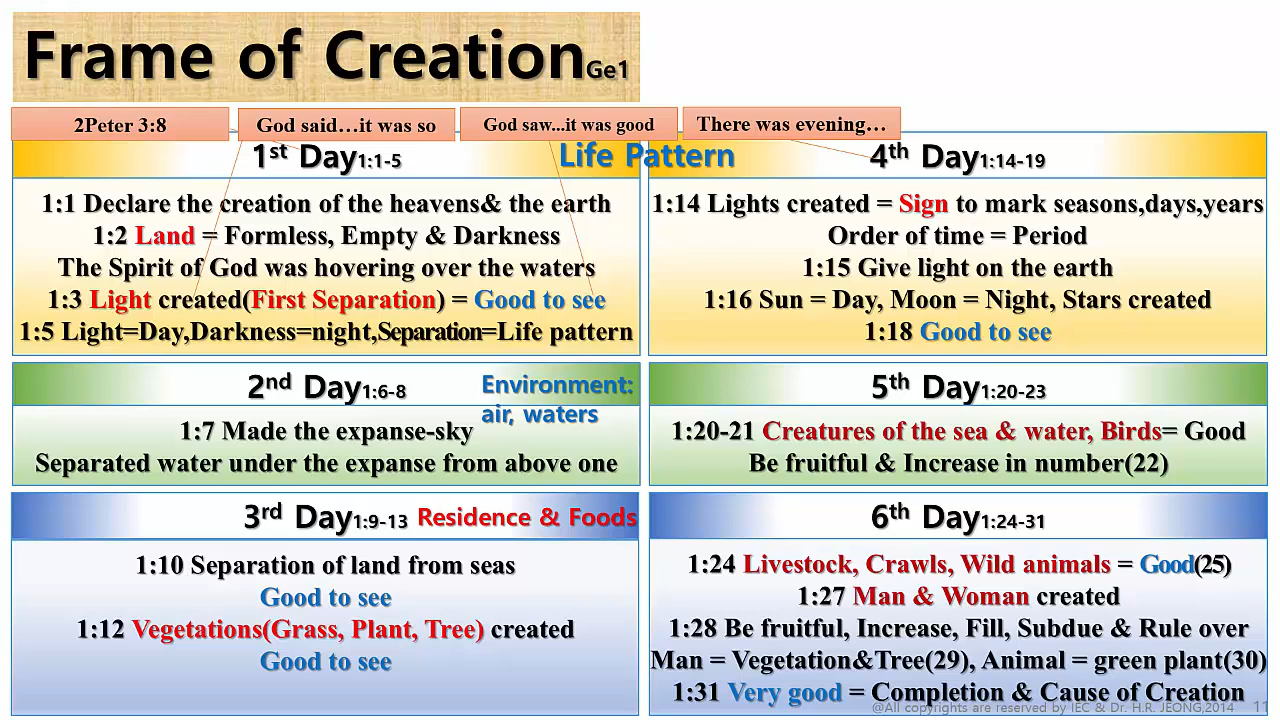 Frame of CreationGe1
2Peter 3:8
God said…it was so
God saw...it was good
There was evening…
1st Day1:1-5
Life Pattern
4th Day1:14-19
1:1 Declare the creation of the heavens& the earth
1:2 Land = Formless, Empty & Darkness
The Spirit of God was hovering over the waters
1:3 Light created(First Separation) = Good to see
1:5 Light=Day,Darkness=night,Separation=Life pattern
1:14 Lights created = Sign to mark seasons,days,years
Order of time = Period
1:15 Give light on the earth
1:16 Sun = Day, Moon = Night, Stars created
1:18 Good to see
2nd Day1:6-8
Environment:
air, waters
1:7 Made the expanse-sky
Separated water under the expanse from above one
5th Day1:20-23
1:20-21 Creatures of the sea & water, Birds= Good
Be fruitful & Increase in number(22)
3rd Day1:9-13 Residence & Foods
1:10 Separation of land from seas
Good to see
1:12 Vegetations(Grass, Plant, Tree) created
Good to see
6th Day1:24-31
1:24 Livestock, Crawls, Wild animals = Good(25)
1:27 Man & Woman created
1:28 Be fruitful, Increase, Fill, Subdue & Rule over
Man = Vegetation&Tree(29), Animal = green plant(30)
1:31 Very good = Completion & Cause of Creation
@All copyrights are reserved by IEC & Dr. H.R. JEONG,2014
11